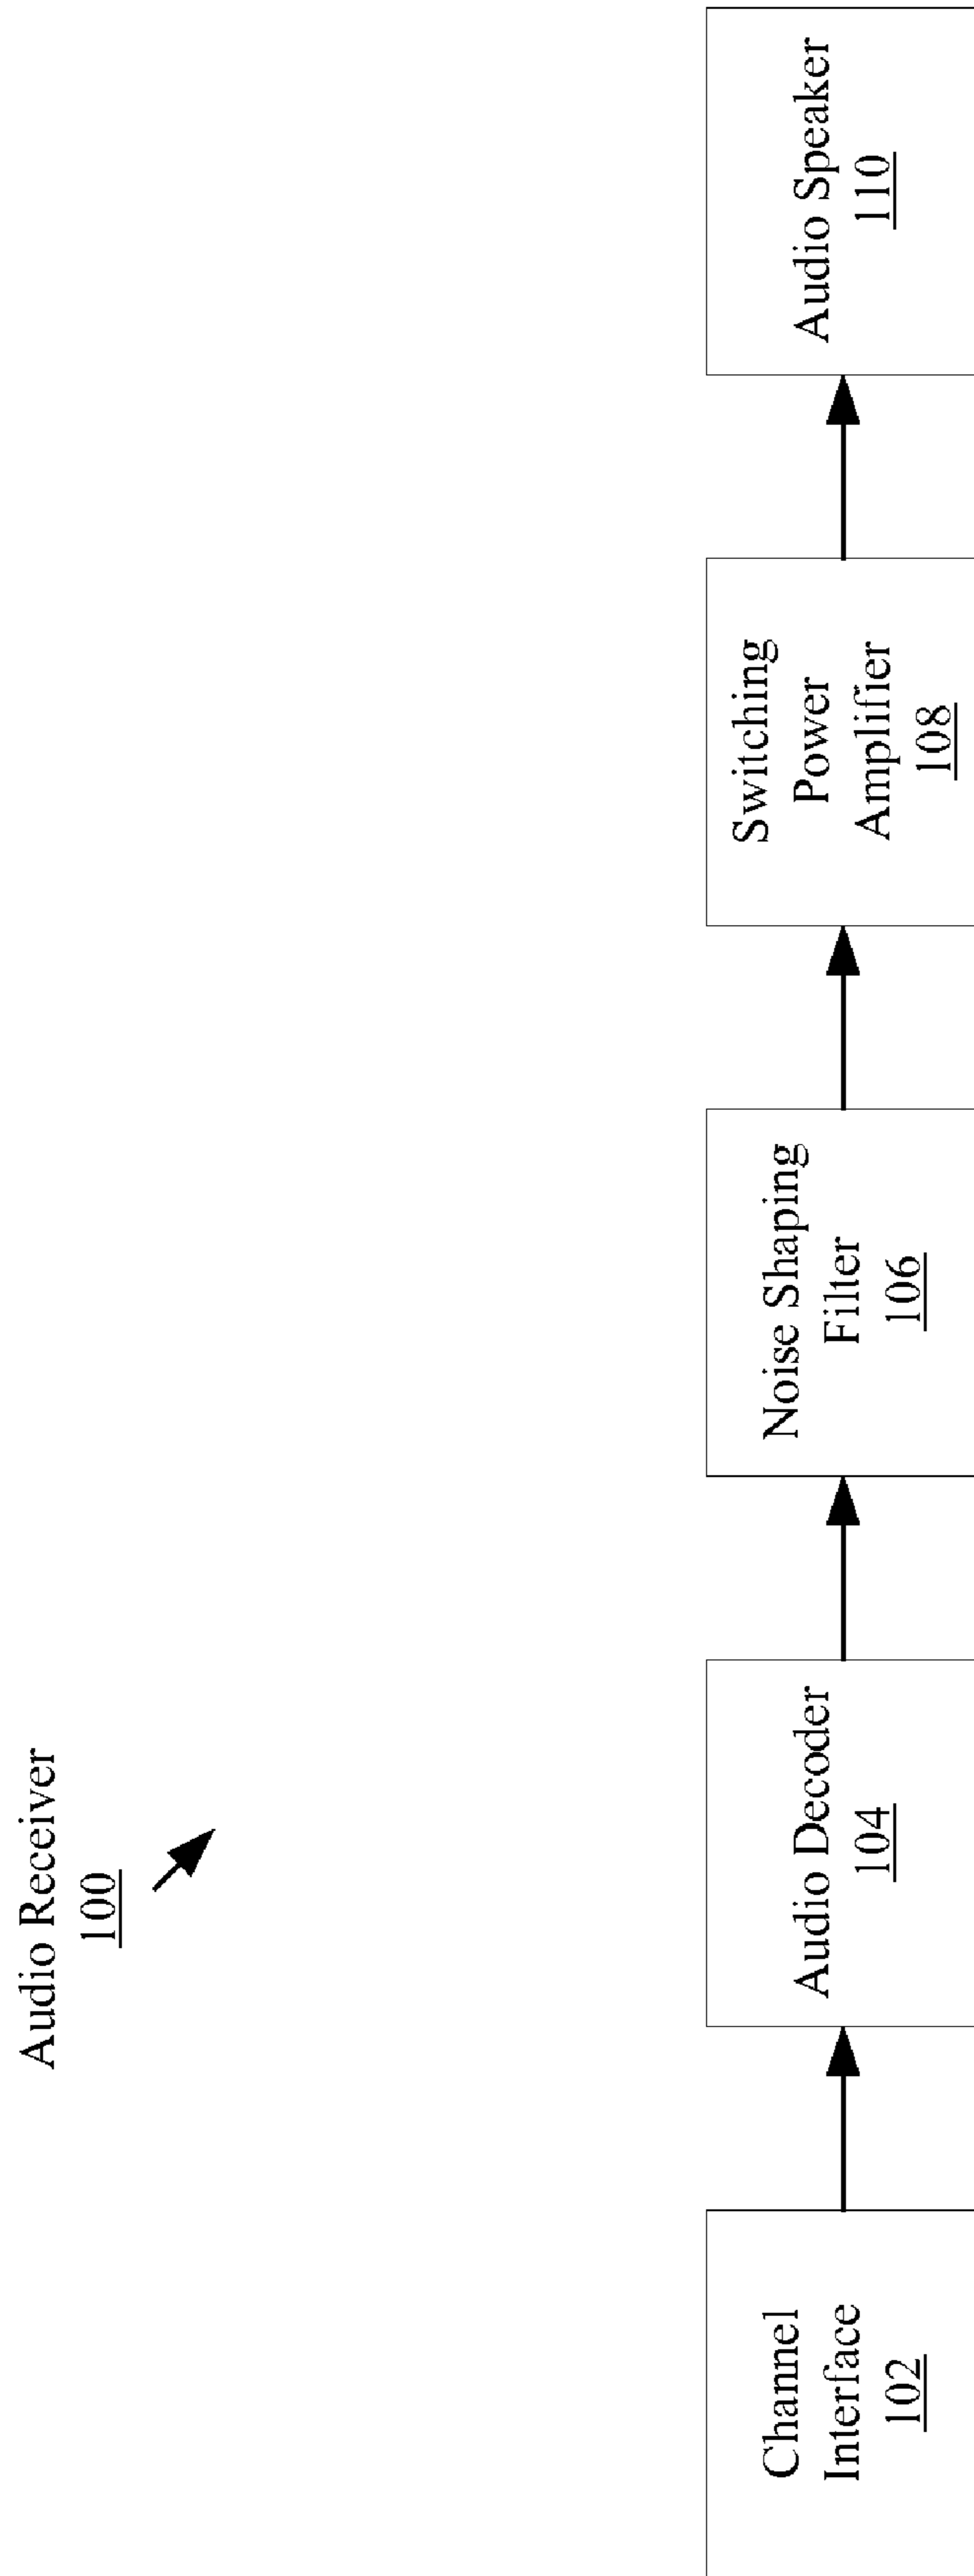 Audio Receiver
100
Channel
Interface
102
Audio Decoder
104
Noise Shaping
Filter
106
Switching
Power
Amplifier
108
Audio Speaker
110